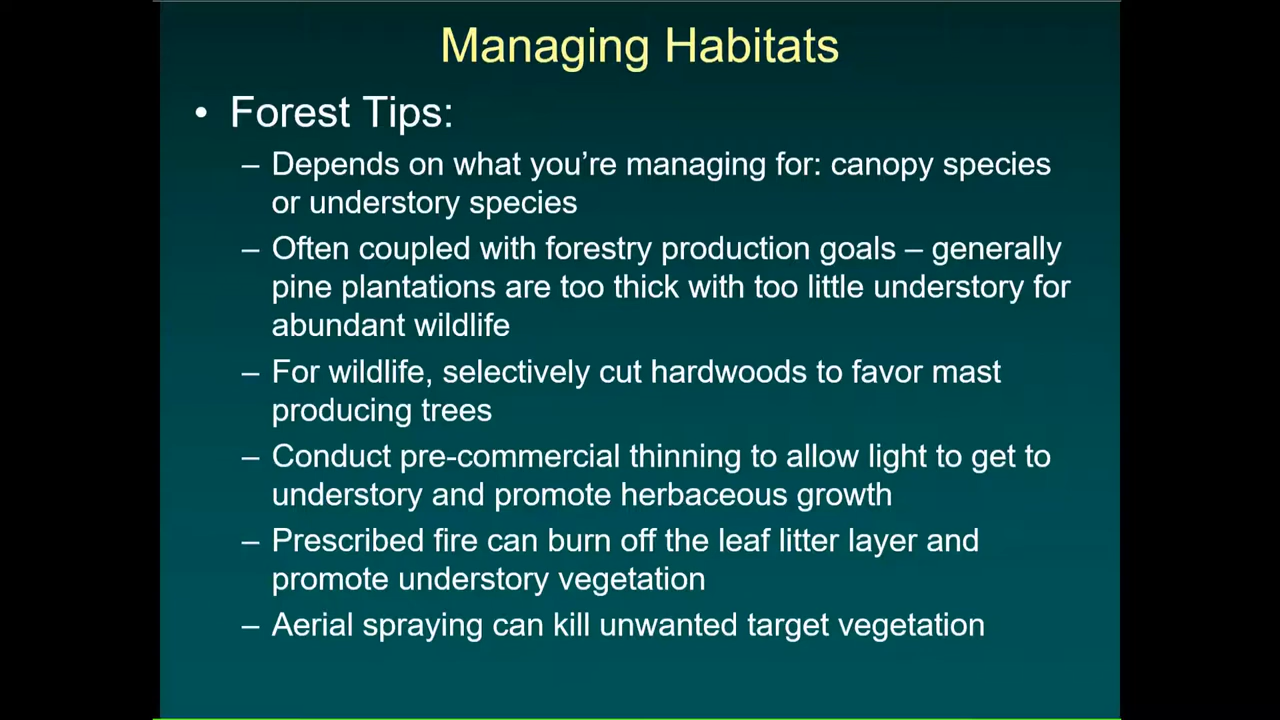 Managing Habitats
• Forest Tips:
– Depends on what you’re managing for: canopy species
or understory species
– Often coupled with forestry production goals – generally
pine plantations are too thick with too little understory for
abundant wildlife
– For wildlife, selectively cut hardwoods to favor mast
producing trees
– Conduct pre-commercial thinning to allow light to get to
understory and promote herbaceous growth
– Prescribed fire can burn off the leaf litter layer and
promote understory vegetation
– Aerial spraying can kill unwanted target vegetation